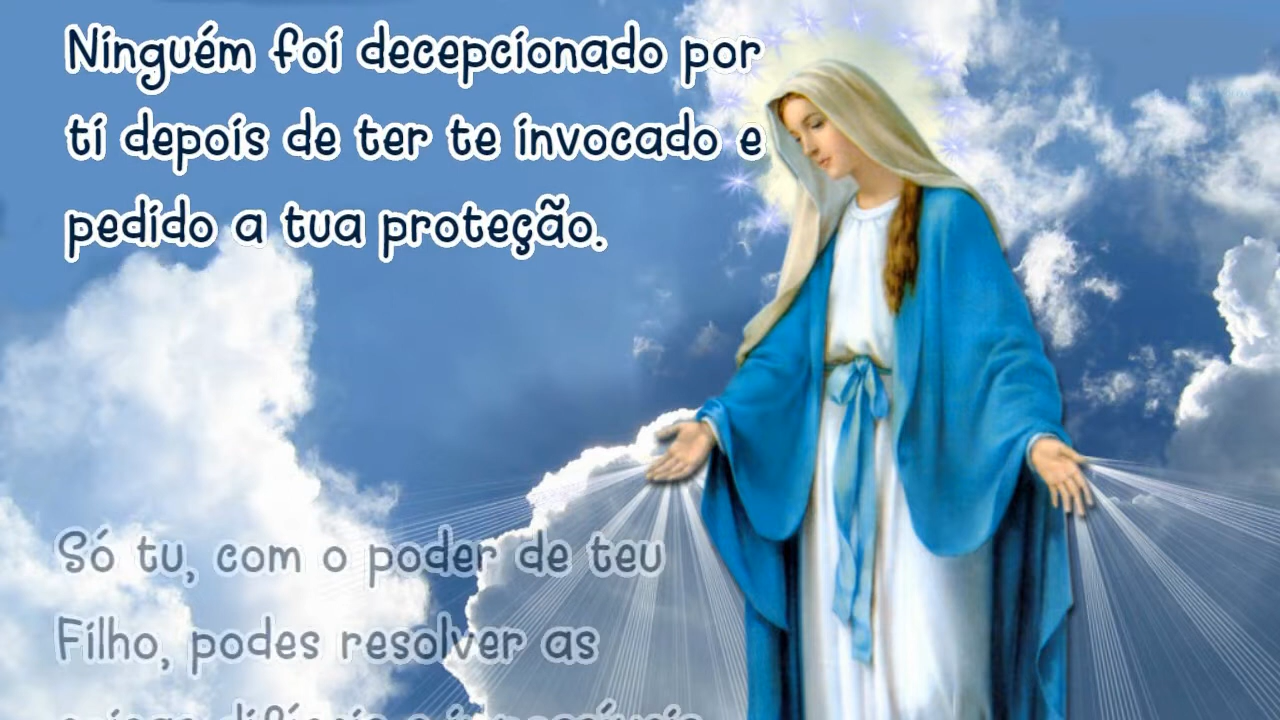 Ninguém foi decepcionado por
ti depois de ter te invocado e
pedido a tua proteção.
Só tu, com o poder de teu
Filho, podes resolver as